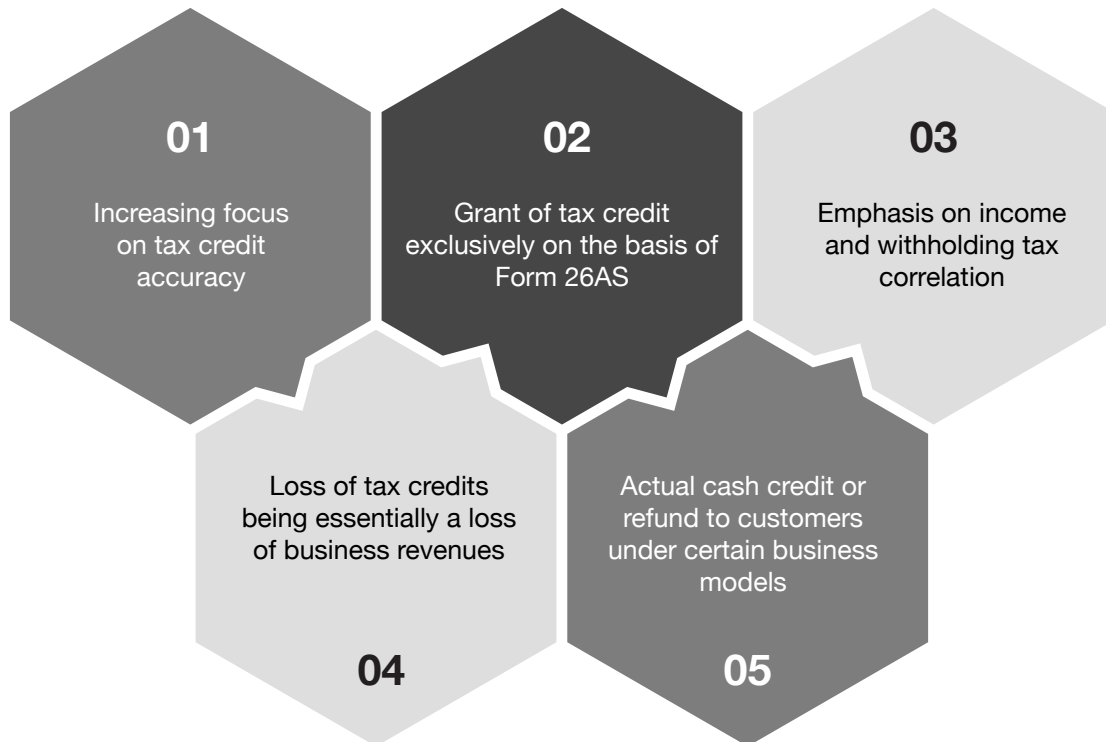 01
Increasing focus
on tax credit
accuracy
02
Grant of tax credit
exclusively on the basis of
Form 26AS
03
Emphasis on income
and withholding tax
correlation
Loss of tax credits
being essentially a loss
of business revenues
04
Actual cash credit or
refund to customers
under certain business
models
05